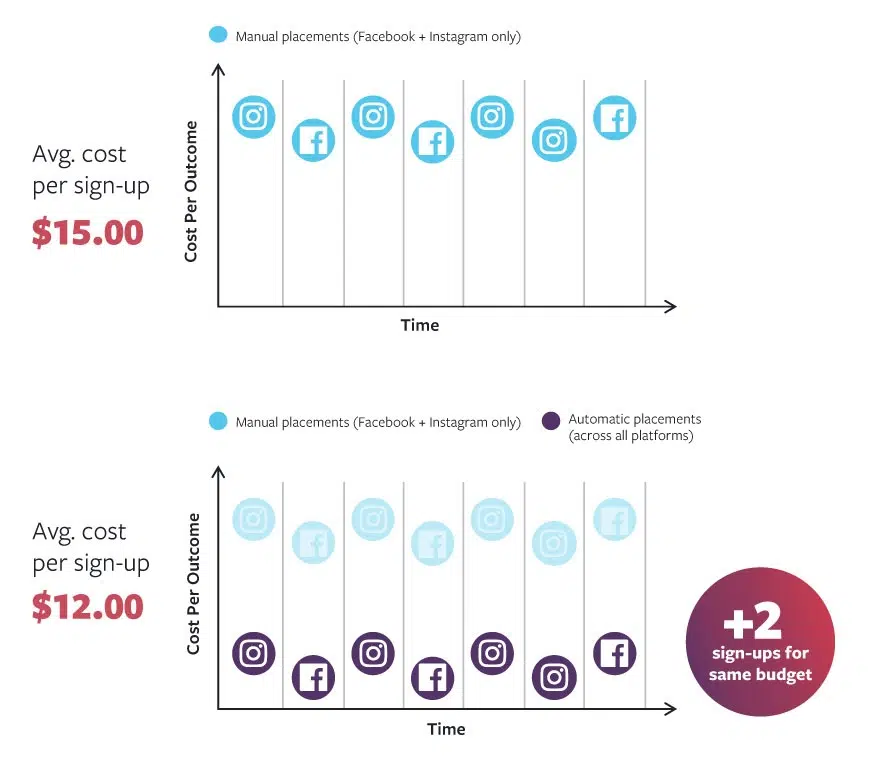 Manual placements (Facebook + Instagram only)
Avg. cost
per sign-up
$15.00
Cost Per Outcome
Time
Manual placements (Facebook + Instagram only)
Automatic placements
(across all platforms)
Avg. cost
per sign-up
$12.00
Cost Per Outcome
+2
sign-ups for
same budget
Time